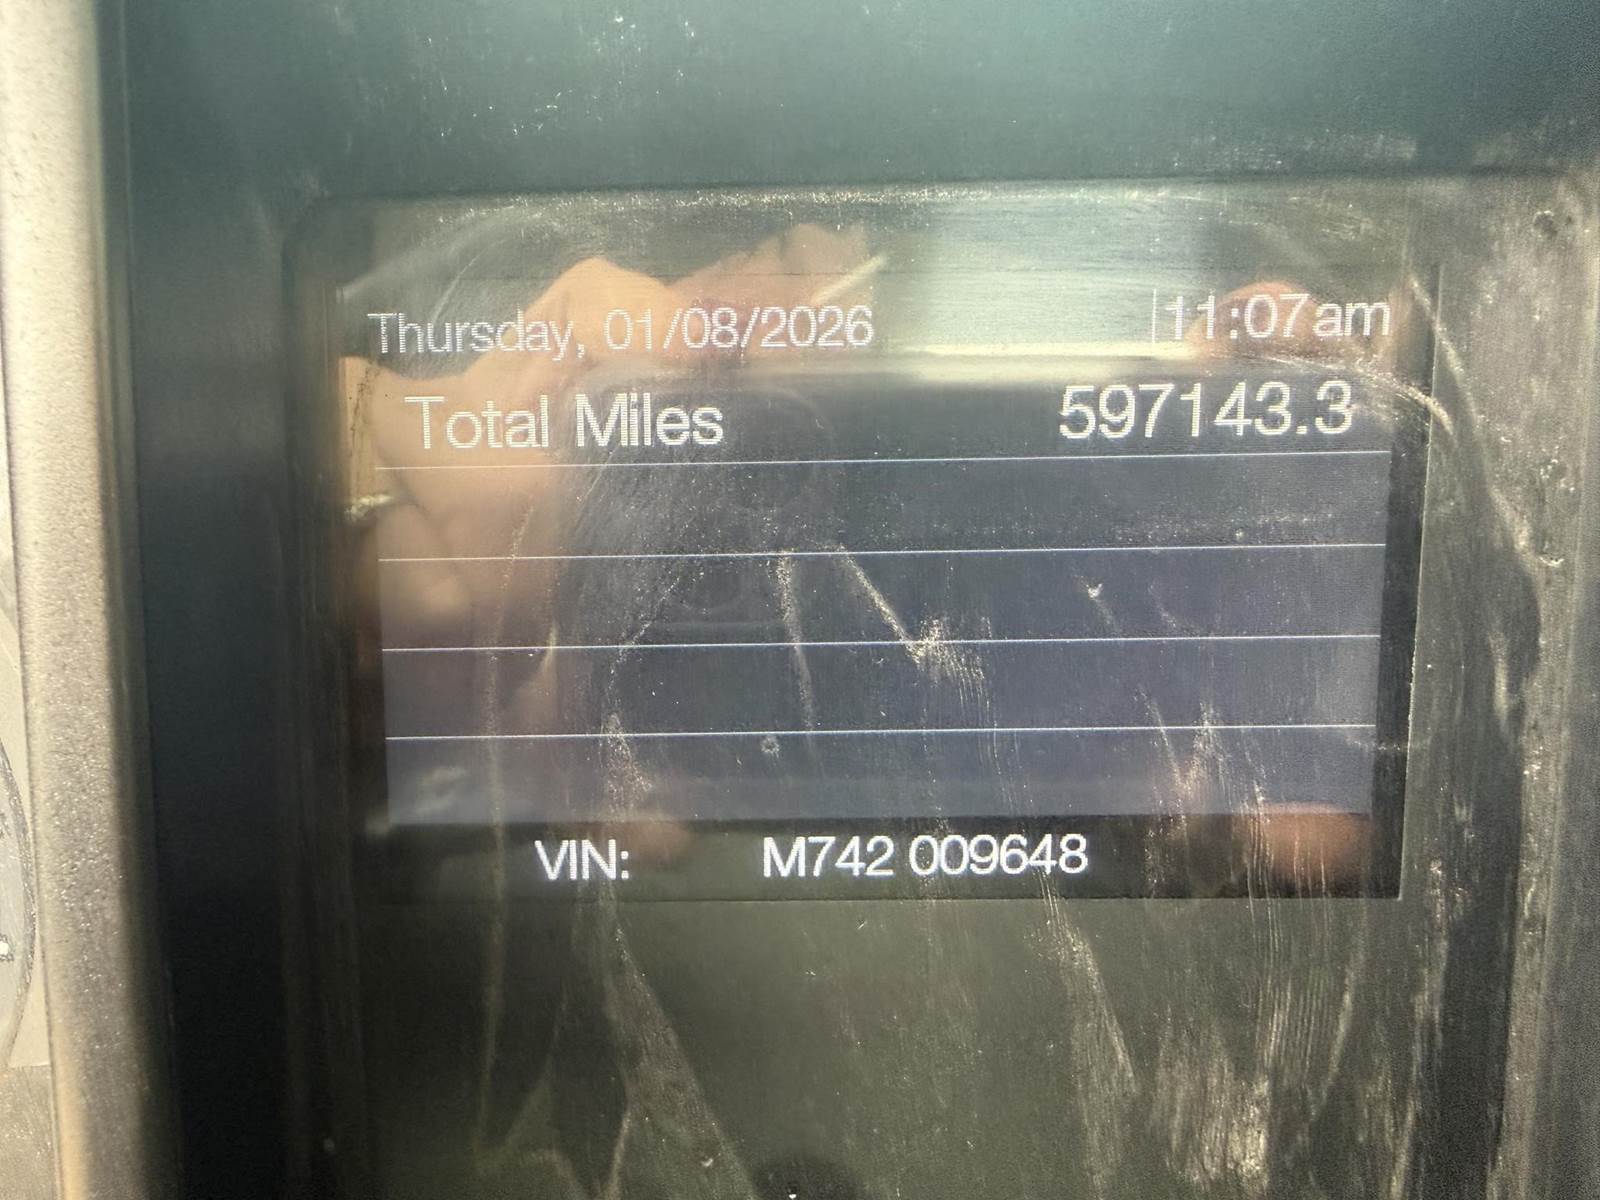 Thursday, 01/08/2026 11:07am
Total Miles 597143.3
VIN: M742 009648